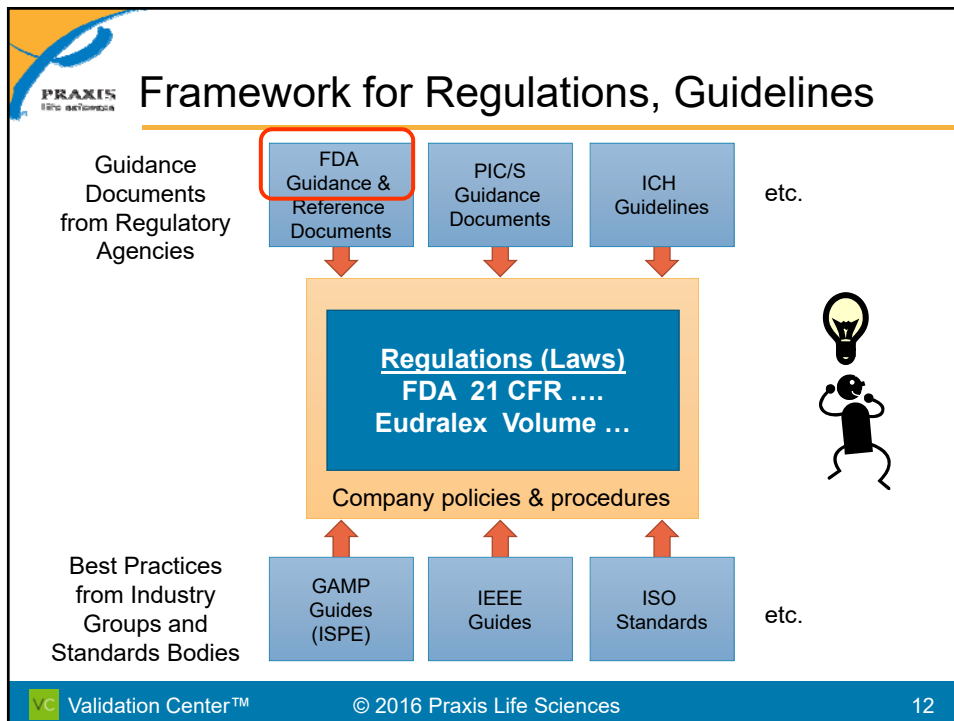 PRAXIS
life sciences
Framework for Regulations, Guidelines
Guidance
Documents
from Regulatory
Agencies
FDA
Guidance &
Reference
Documents
PIC/S
Guidance
Documents
ICH
Guidelines
etc.
Regulations (Laws)
FDA 21 CFR ….
Eudralex Volume …
Company policies & procedures
Best Practices
from Industry
Groups and
Standards Bodies
GAMP
Guides
(ISPE)
IEEE
Guides
ISO
Standards
etc.
VC Validation Center™
© 2016 Praxis Life Sciences
12